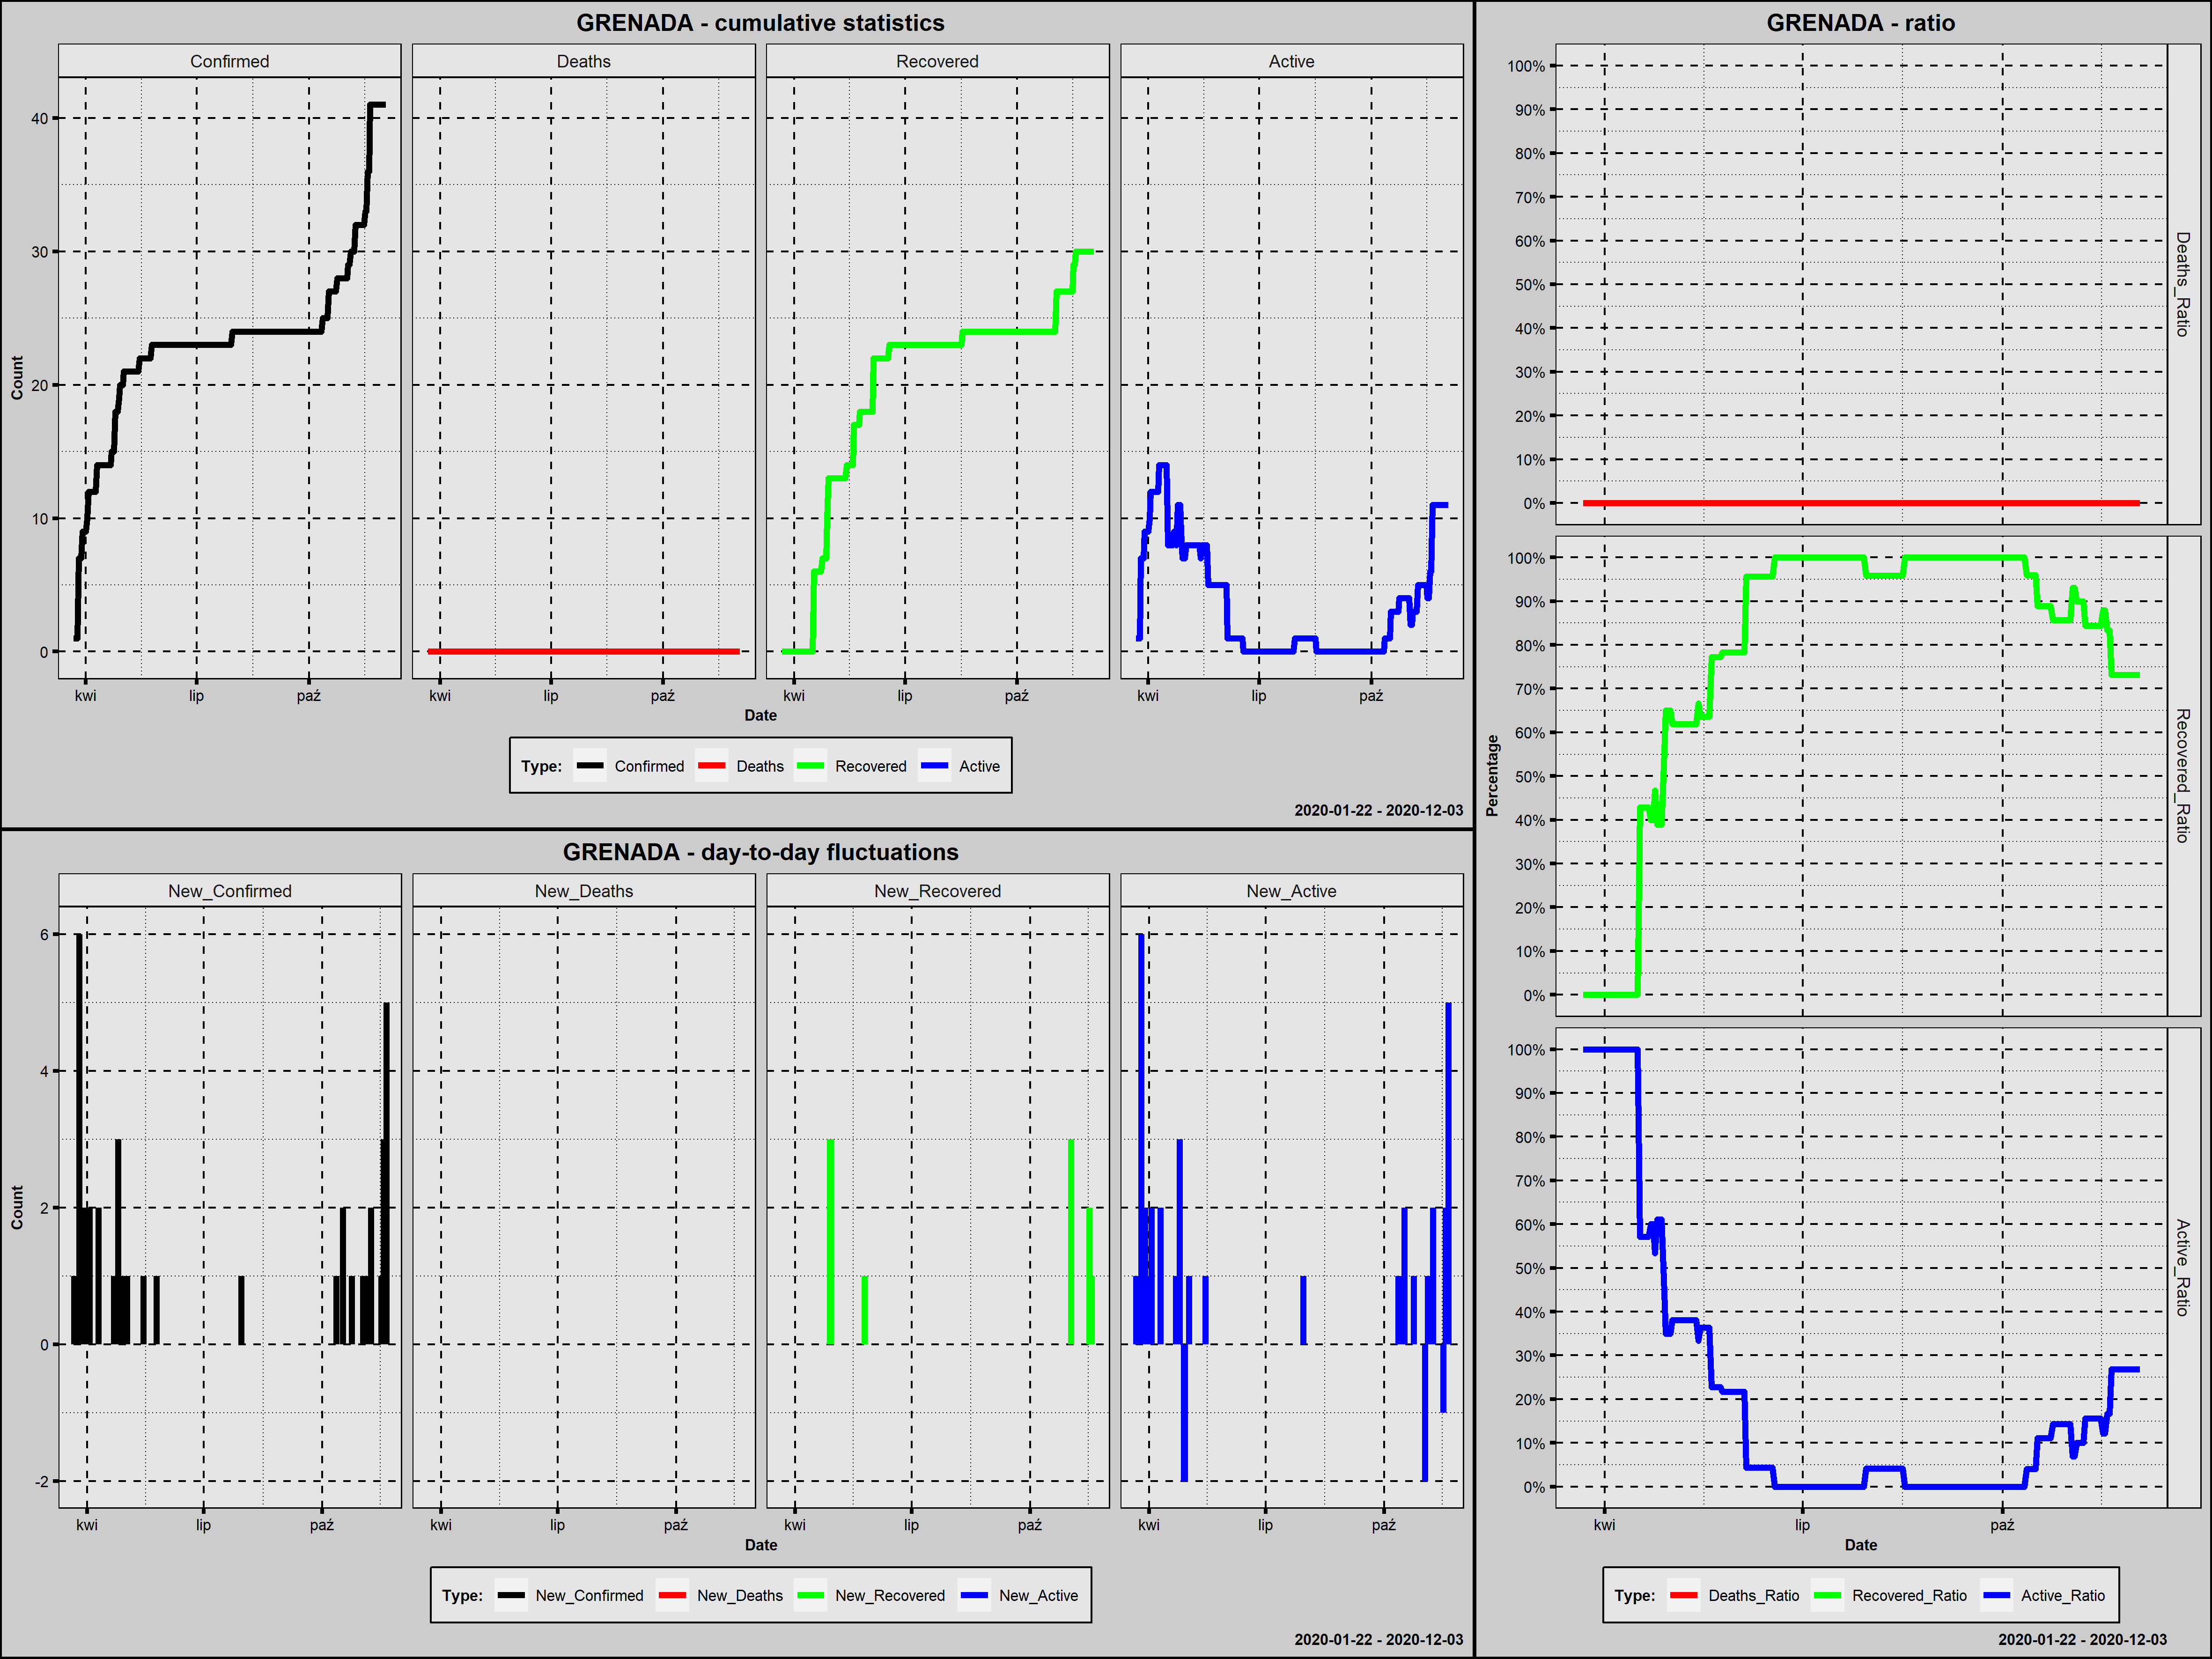 GRENADA - cumulative statistics
Confirmed Deaths Recovered Active
Count
40
30
20
10
0
kwi lip paź kwi lip paź kwi lip paź kwi lip paź
Date
Type: Confirmed Deaths Recovered Active
2020-01-22 - 2020-12-03
GRENADA - day-to-day fluctuations
New_Confirmed New_Deaths New_Recovered New_Active
Count
6
4
2
0
-2
kwi lip paź kwi lip paź kwi lip paź kwi lip paź
Date
Type: New_Confirmed New_Deaths New_Recovered New_Active
2020-01-22 - 2020-12-03
GRENADA - ratio
Percentage
100%
90%
80%
70%
60%
50%
40%
30%
20%
10%
0%
Deaths_Ratio
100%
90%
80%
70%
60%
50%
40%
30%
20%
10%
0%
Recovered_Ratio
100%
90%
80%
70%
60%
50%
40%
30%
20%
10%
0%
Active_Ratio
kwi lip paź
Date
Type: Deaths_Ratio Recovered_Ratio Active_Ratio
2020-01-22 - 2020-12-03